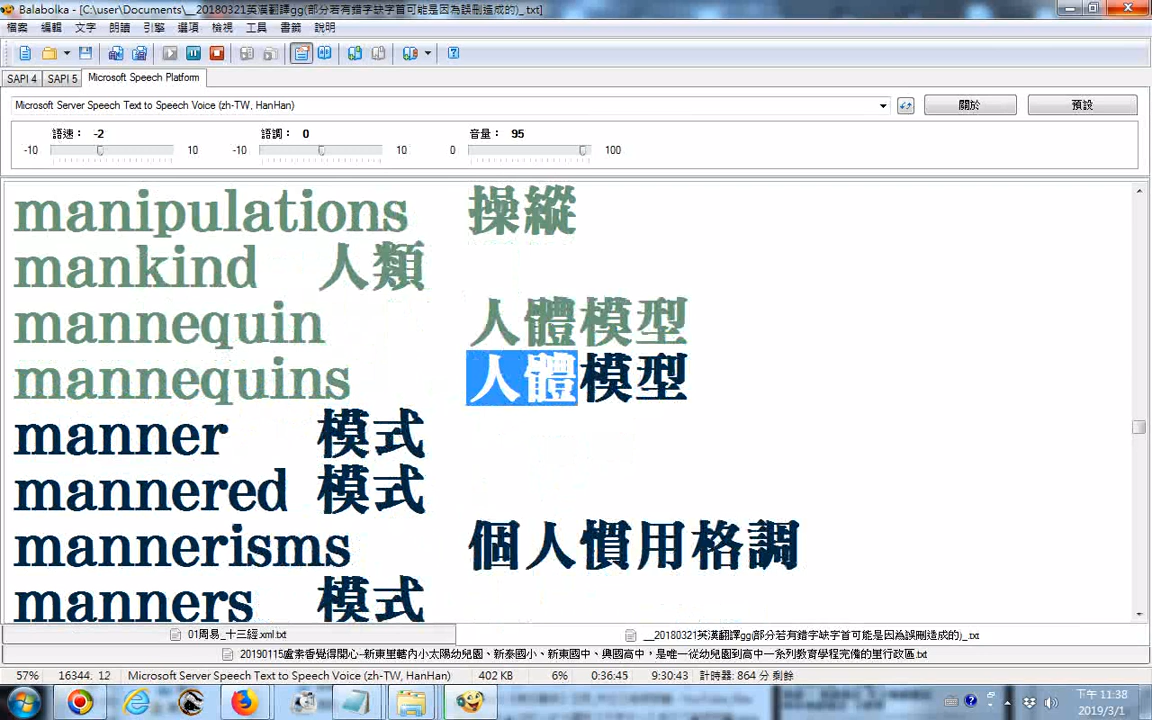 Balabolka - [C:\user\Documents\__20180321英漢翻譯gg(部分若有錯字缺字首可能是因為誤刪造成的)_.txt]
檔案 編輯 文字 朗讀 引擎 選項 檢視 工具 書籤 說明
SAPI 4 SAPI 5 Microsoft Speech Platform
Microsoft Server Speech Text to Speech Voice (zh-TW, HanHan) 關於 預設
語速： -2 語調： 0 音量： 95
-10 10 -10 10 0 100
manipulations 操縱
mankind 人類
mannequin 人體模型
mannequins 人體模型
manner 模式
mannered 模式
mannerisms 個人慣用格調
manners 模式
01周易_十三經.xml.txt __20180321英漢翻譯gg(部分若有錯字缺字首可能是因為誤刪造成的)_.txt
20190115盧素香覺得開心-新東里轄內小太陽幼兒園、新泰國小、新東國中、興國高中，是唯一從幼兒園到高中一系列教育學程完備的里行政區.txt
57% 16344. 12 Microsoft Server Speech Text to Speech Voice (zh-TW, HanHan) 402 KB 6% 0:36:45 9:30:43 計時器: 864 分 剩餘
下午 11:38
2019/3/1